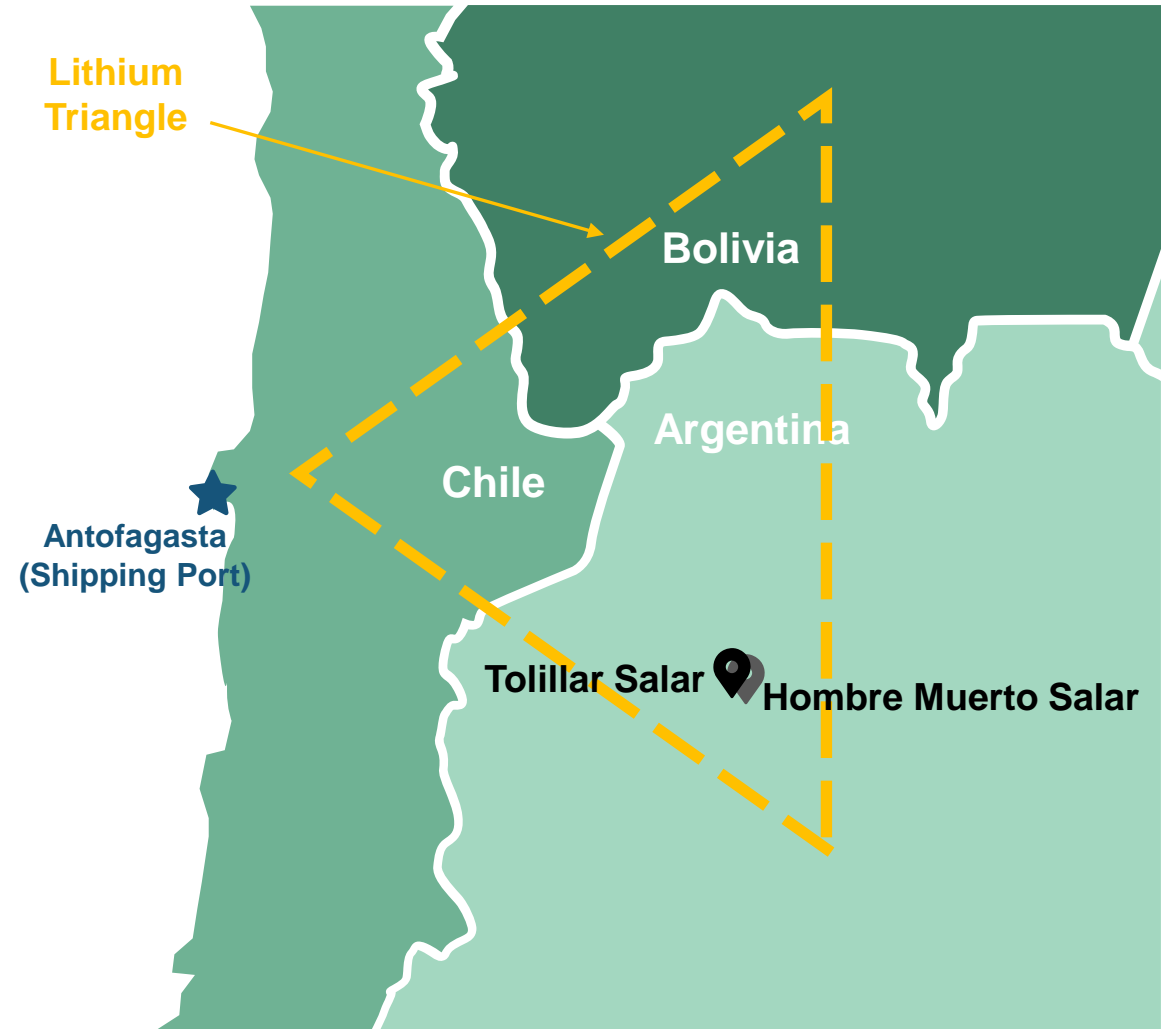 Lithium
Triangle
Bolivia
Argentina
Chile
Antofagasta
(Shipping Port)
Tolillar Salar
Hombre Muerto Salar